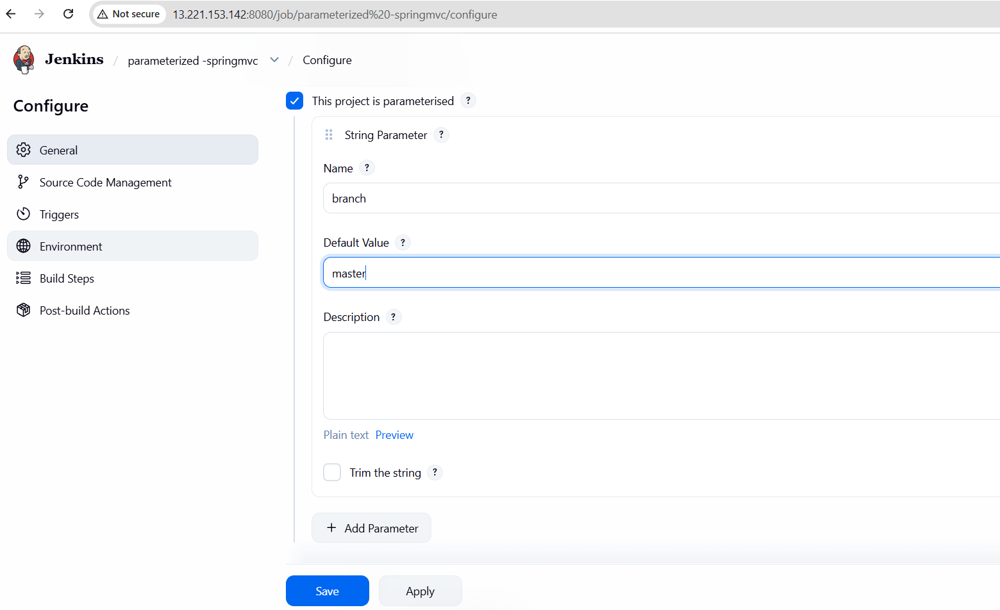 Not secure 13.221.153.142:8080/job/parameterized%20-springmvc/configure
Jenkins / parameterized -springmvc / Configure
Configure
General
Source Code Management
Triggers
Environment
Build Steps
Post-build Actions
This project is parameterised ?
String Parameter ?
Name ?
branch
Default Value ?
master
Description ?
Plain text Preview
Trim the string ?
+ Add Parameter
Save Apply